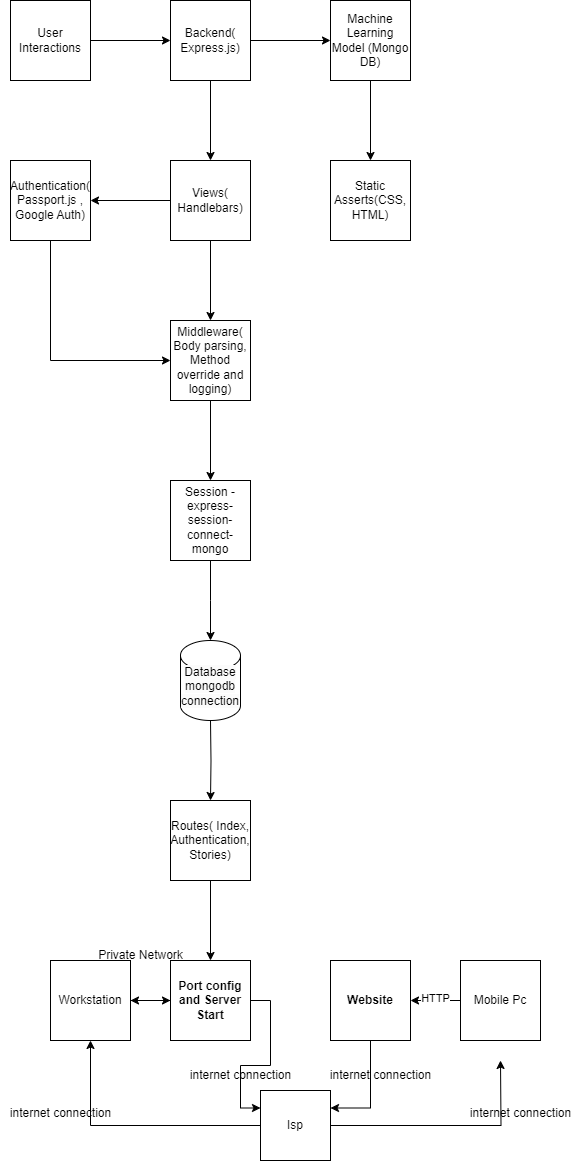 User
Interactions
Backend(
Express.js)
Machine
Learning
Model (Mongo
DB)
Authentication(
Passport.js ,
Google Auth)
Views(
Handlebars)
Static
Asserts(CSS,
HTML)
Middleware(
Body parsing,
Method
override and
logging)
Session -
express-
session-
connect-
mongo
Database
mongodb
connection
Routes( Index,
Authentication,
Stories)
Private Network
Workstation
Port config
and Server
Start
Website
HTTP
Mobile Pc
internet connection
internet connection
internet connection
Isp
internet connection